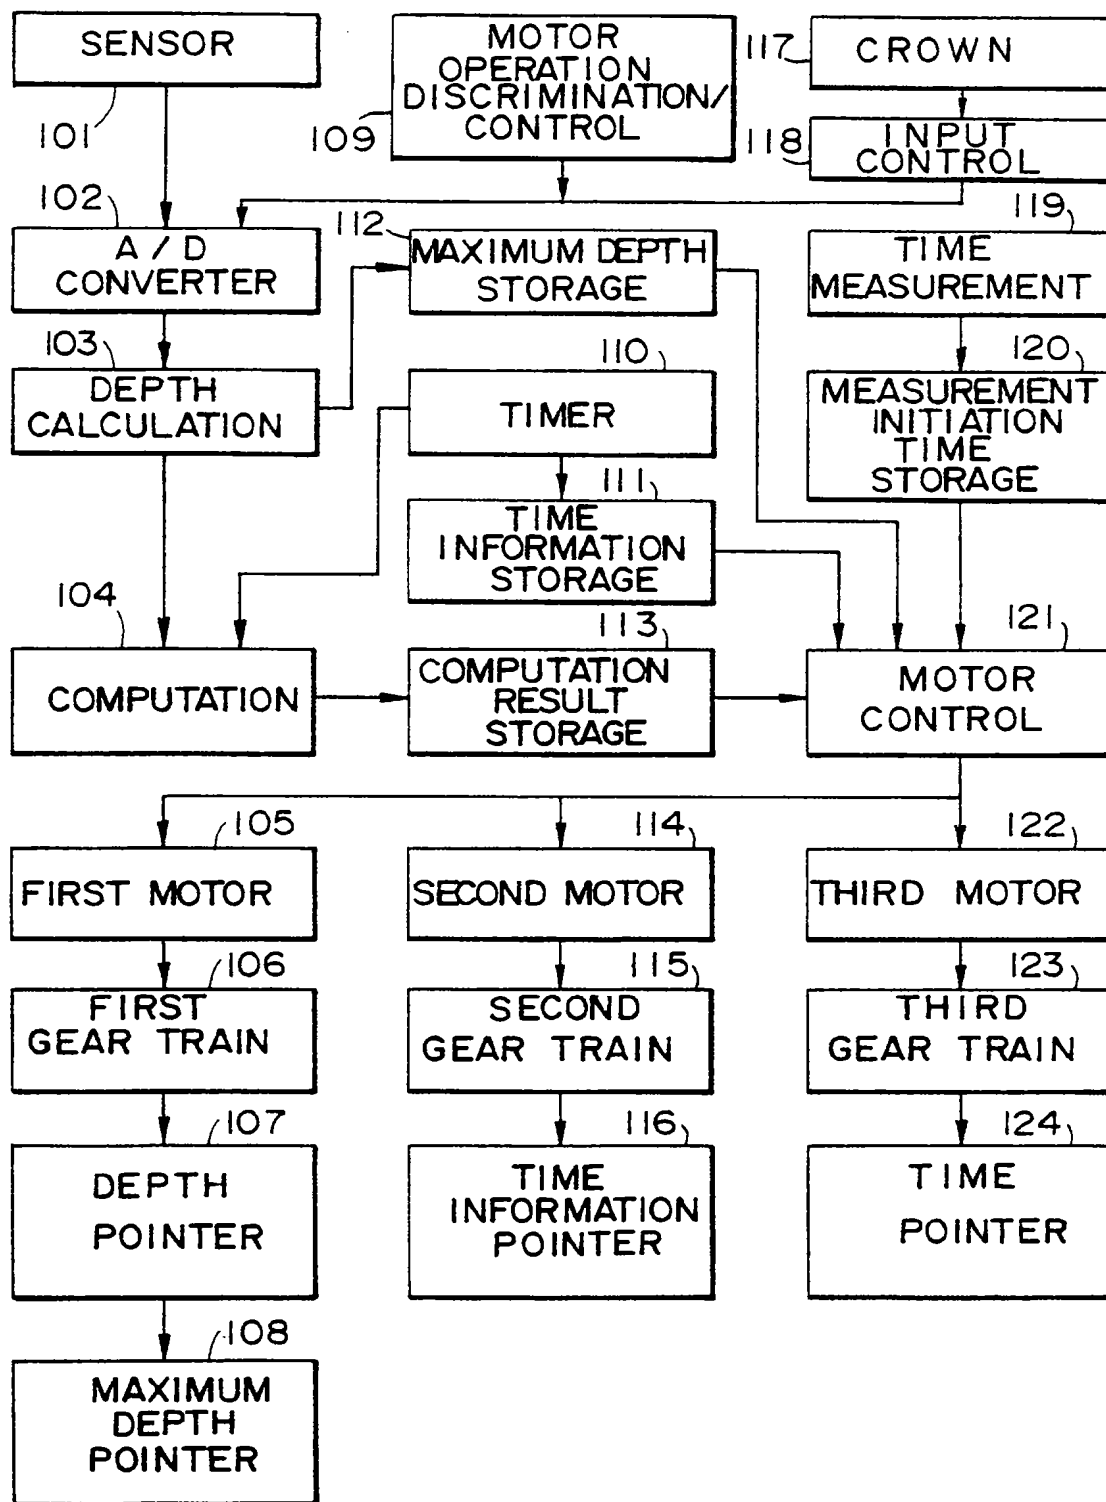 SENSOR
101
MOTOR
OPERATION
DISCRIMINATION/
CONTROL
109
117
CROWN
118
INPUT
CONTROL
102
A/D
CONVERTER
112
MAXIMUM DEPTH
STORAGE
119
TIME
MEASUREMENT
103
DEPTH
CALCULATION
110
TIMER
120
MEASUREMENT
INITIATION
TIME
STORAGE
111
TIME
INFORMATION
STORAGE
104
COMPUTATION
113
COMPUTATION
RESULT
STORAGE
121
MOTOR
CONTROL
105
FIRST MOTOR
114
SECOND MOTOR
122
THIRD MOTOR
106
FIRST
GEAR TRAIN
115
SECOND
GEAR TRAIN
123
THIRD
GEAR TRAIN
107
DEPTH
POINTER
116
TIME
INFORMATION
POINTER
124
TIME
POINTER
108
MAXIMUM
DEPTH
POINTER